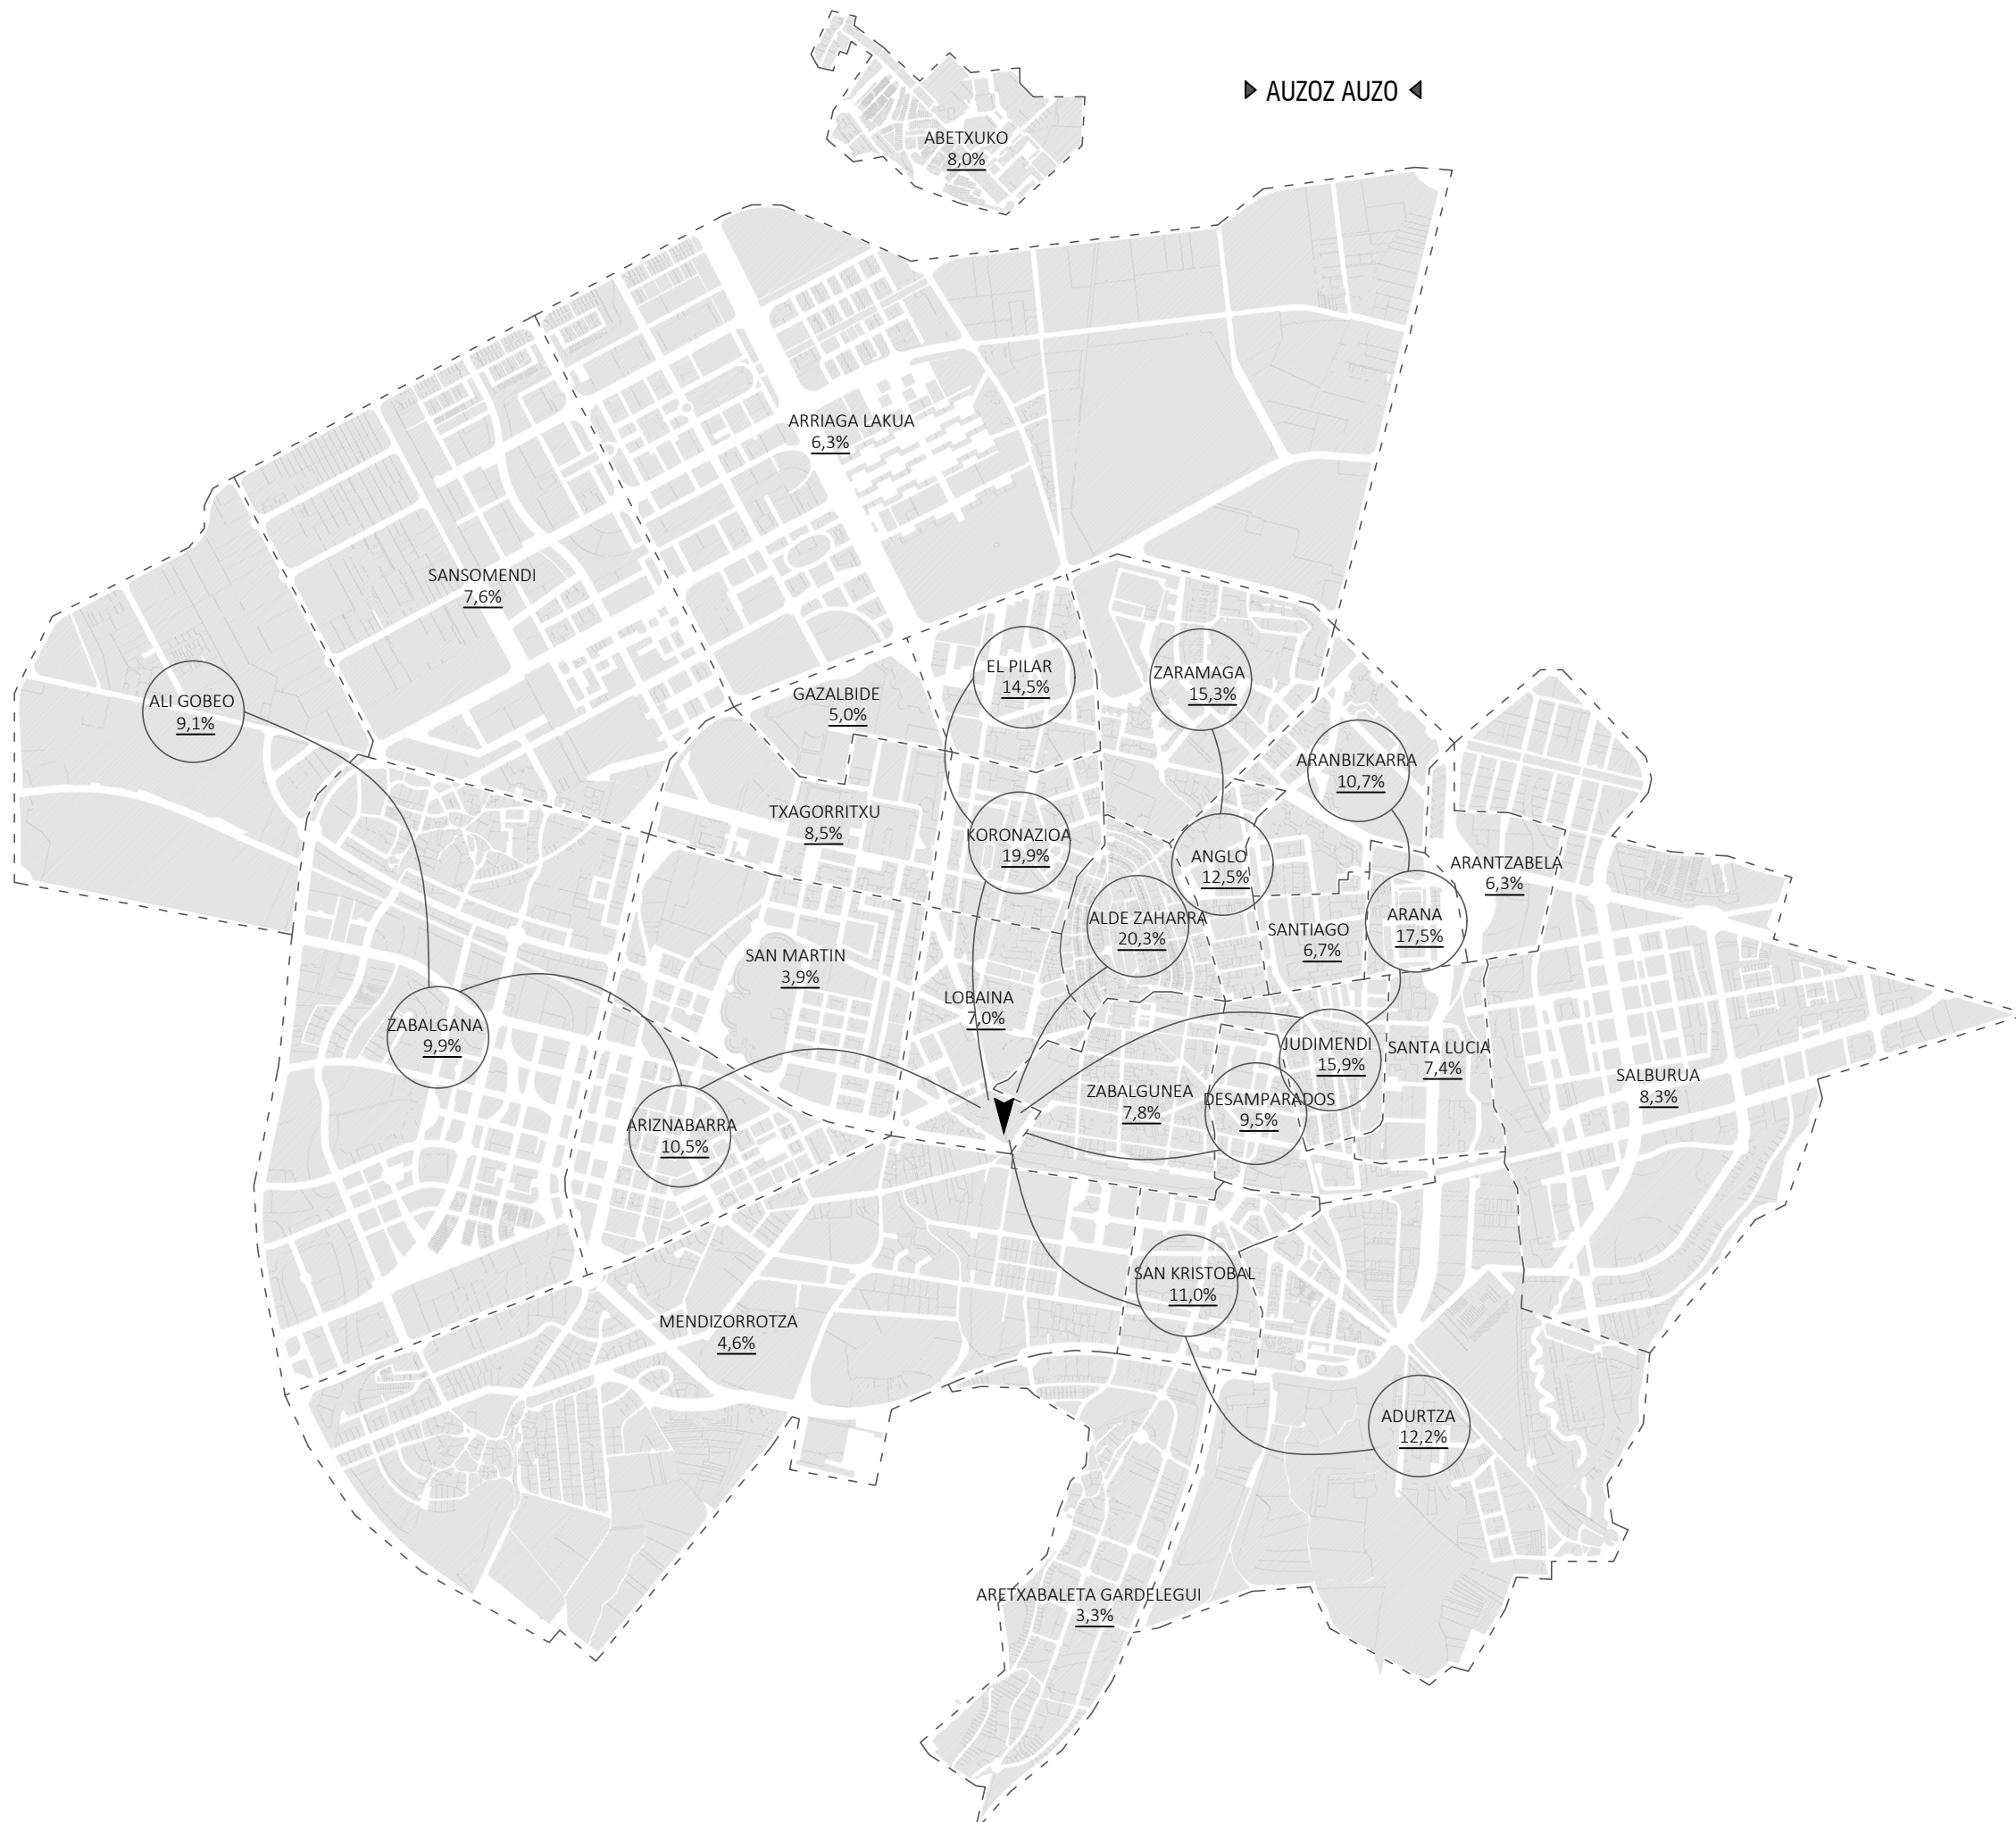 AUZOZ AUZO
ABETXUKO
8,0%
ARRIAGA LAKUA
6,3%
SANSOMENDI
7,6%
ALI GOBEO
9,1%
GAZALBIDE
5,0%
EL PILAR
14,5%
ZARAMAGA
15,3%
ARANBIZKARRA
10,7%
TXAGORRITXU
8,5%
KORONAZIOA
19,9%
ANGLO
12,5%
ARANTZABELA
6,3%
ALDE ZAHARRA
20,3%
SANTIAGO
6,7%
ARANA
17,5%
SAN MARTIN
3,9%
LOBAINA
7,0%
ZABALGANA
9,9%
JUDIMENDI
15,9%
SANTA LUCIA
7,4%
SALBURUA
8,3%
ZABALGUNEA
7,8%
DESAMPARADOS
9,5%
ARIZNABARRA
10,5%
SAN KRISTOBAL
11,0%
MENDIZORROTZA
4,6%
ADURTZA
12,2%
ARETXABALETA GARDELEGUI
3,3%